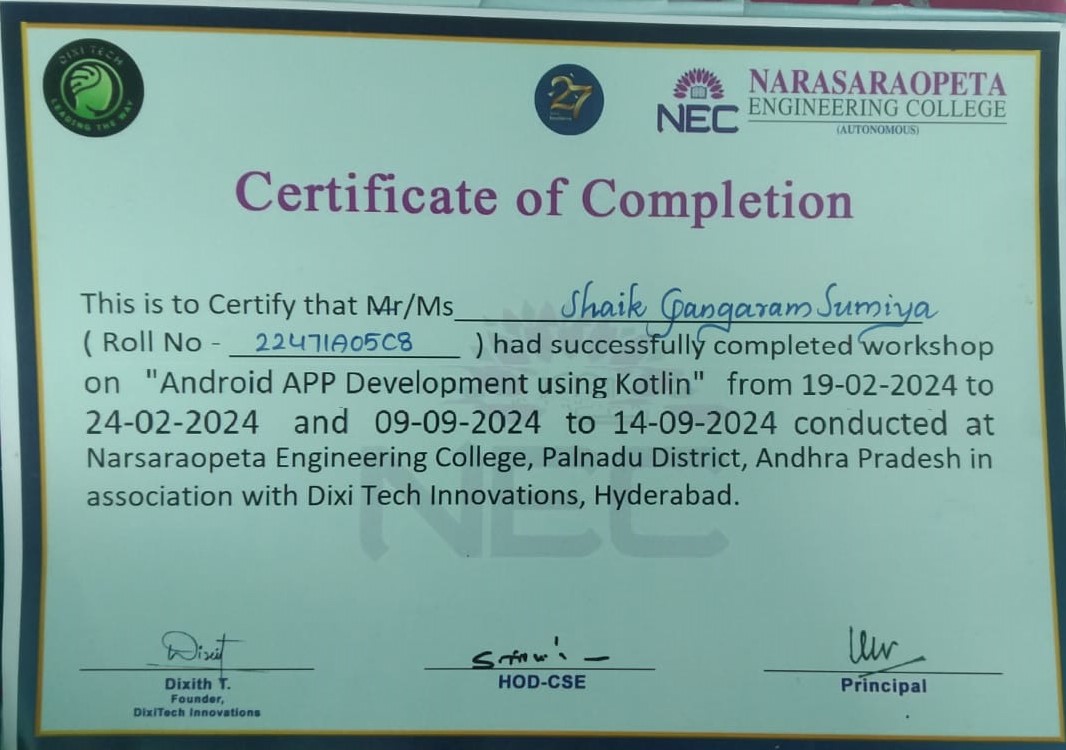 DIXI TECH
LEADING THE WAY
27
NEC
NARASARAOPETA
ENGINEERING COLLEGE
(AUTONOMOUS)
Certificate of Completion
This is to Certify that Mr/Ms Shaik Gangaram Sumiya
( Roll No - 22471A05C8 ) had successfully completed workshop
on "Android APP Development using Kotlin" from 19-02-2024 to
24-02-2024 and 09-09-2024 to 14-09-2024 conducted at
Narsaraopeta Engineering College, Palnadu District, Andhra Pradesh in
association with Dixi Tech Innovations, Hyderabad.
NEC
Dixit
Dixith T.
Founder,
DixiTech Innovations
HOD-CSE
Principal